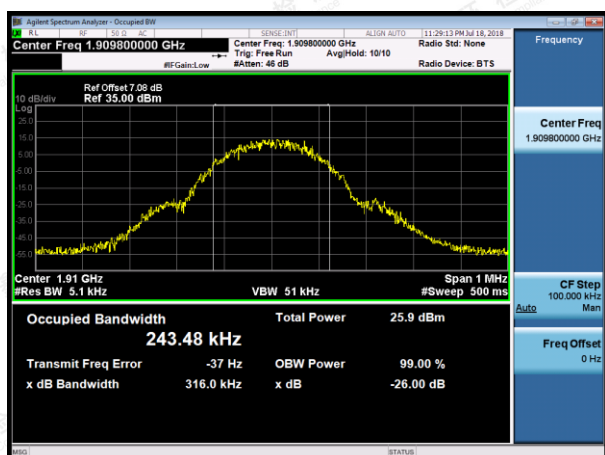 Agilent Spectrum Analyzer - Occupied BW
RL RF 50 Ω AC SENSE:INT ALIGN AUTO 11:29:13 PM Jul 18, 2018
Center Freq 1.909800000 GHz
Center Freq: 1.909800000 GHz
Radio Std: None
Trig: Free Run Avg|Hold: 10/10
#IFGain:Low #Atten: 46 dB Radio Device: BTS
Ref Offset 7.08 dB
10 dB/div Ref 35.00 dBm
Log
25.0
15.0
5.00
-5.00
-15.0
-25.0
-35.0
-45.0
-55.0
Center 1.91 GHz Span 1 MHz
#Res BW 5.1 kHz VBW 51 kHz #Sweep 500 ms
Occupied Bandwidth Total Power 25.9 dBm
243.48 kHz
Transmit Freq Error -37 Hz OBW Power 99.00 %
x dB Bandwidth 316.0 kHz x dB -26.00 dB
MSG STATUS
Frequency
Center Freq
1.909800000 GHz
CF Step
100.000 kHz
Auto Man
Freq Offset
0 Hz